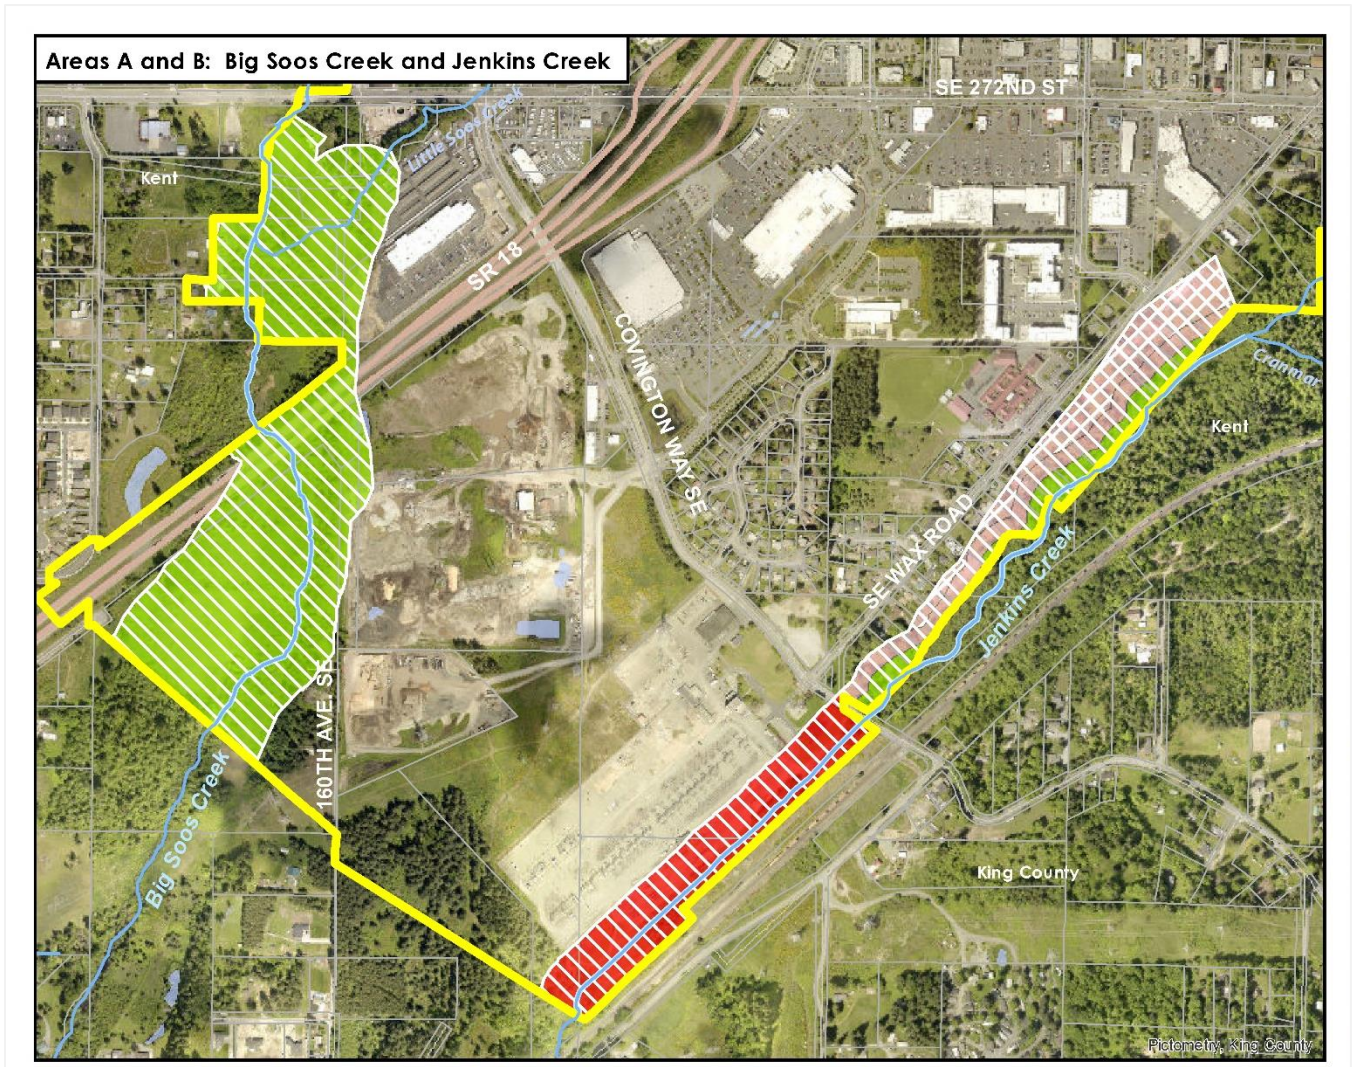 Areas A and B: Big Soos Creek and Jenkins Creek
SE 272ND ST
Little Soos Creek
Kent
SR 18
COVINGTON WAY SE
Cranmar
Kent
SE WAX ROAD
Jenkins Creek
160TH AVE. SE
Big Soos Creek
King County
Pictometry, King County